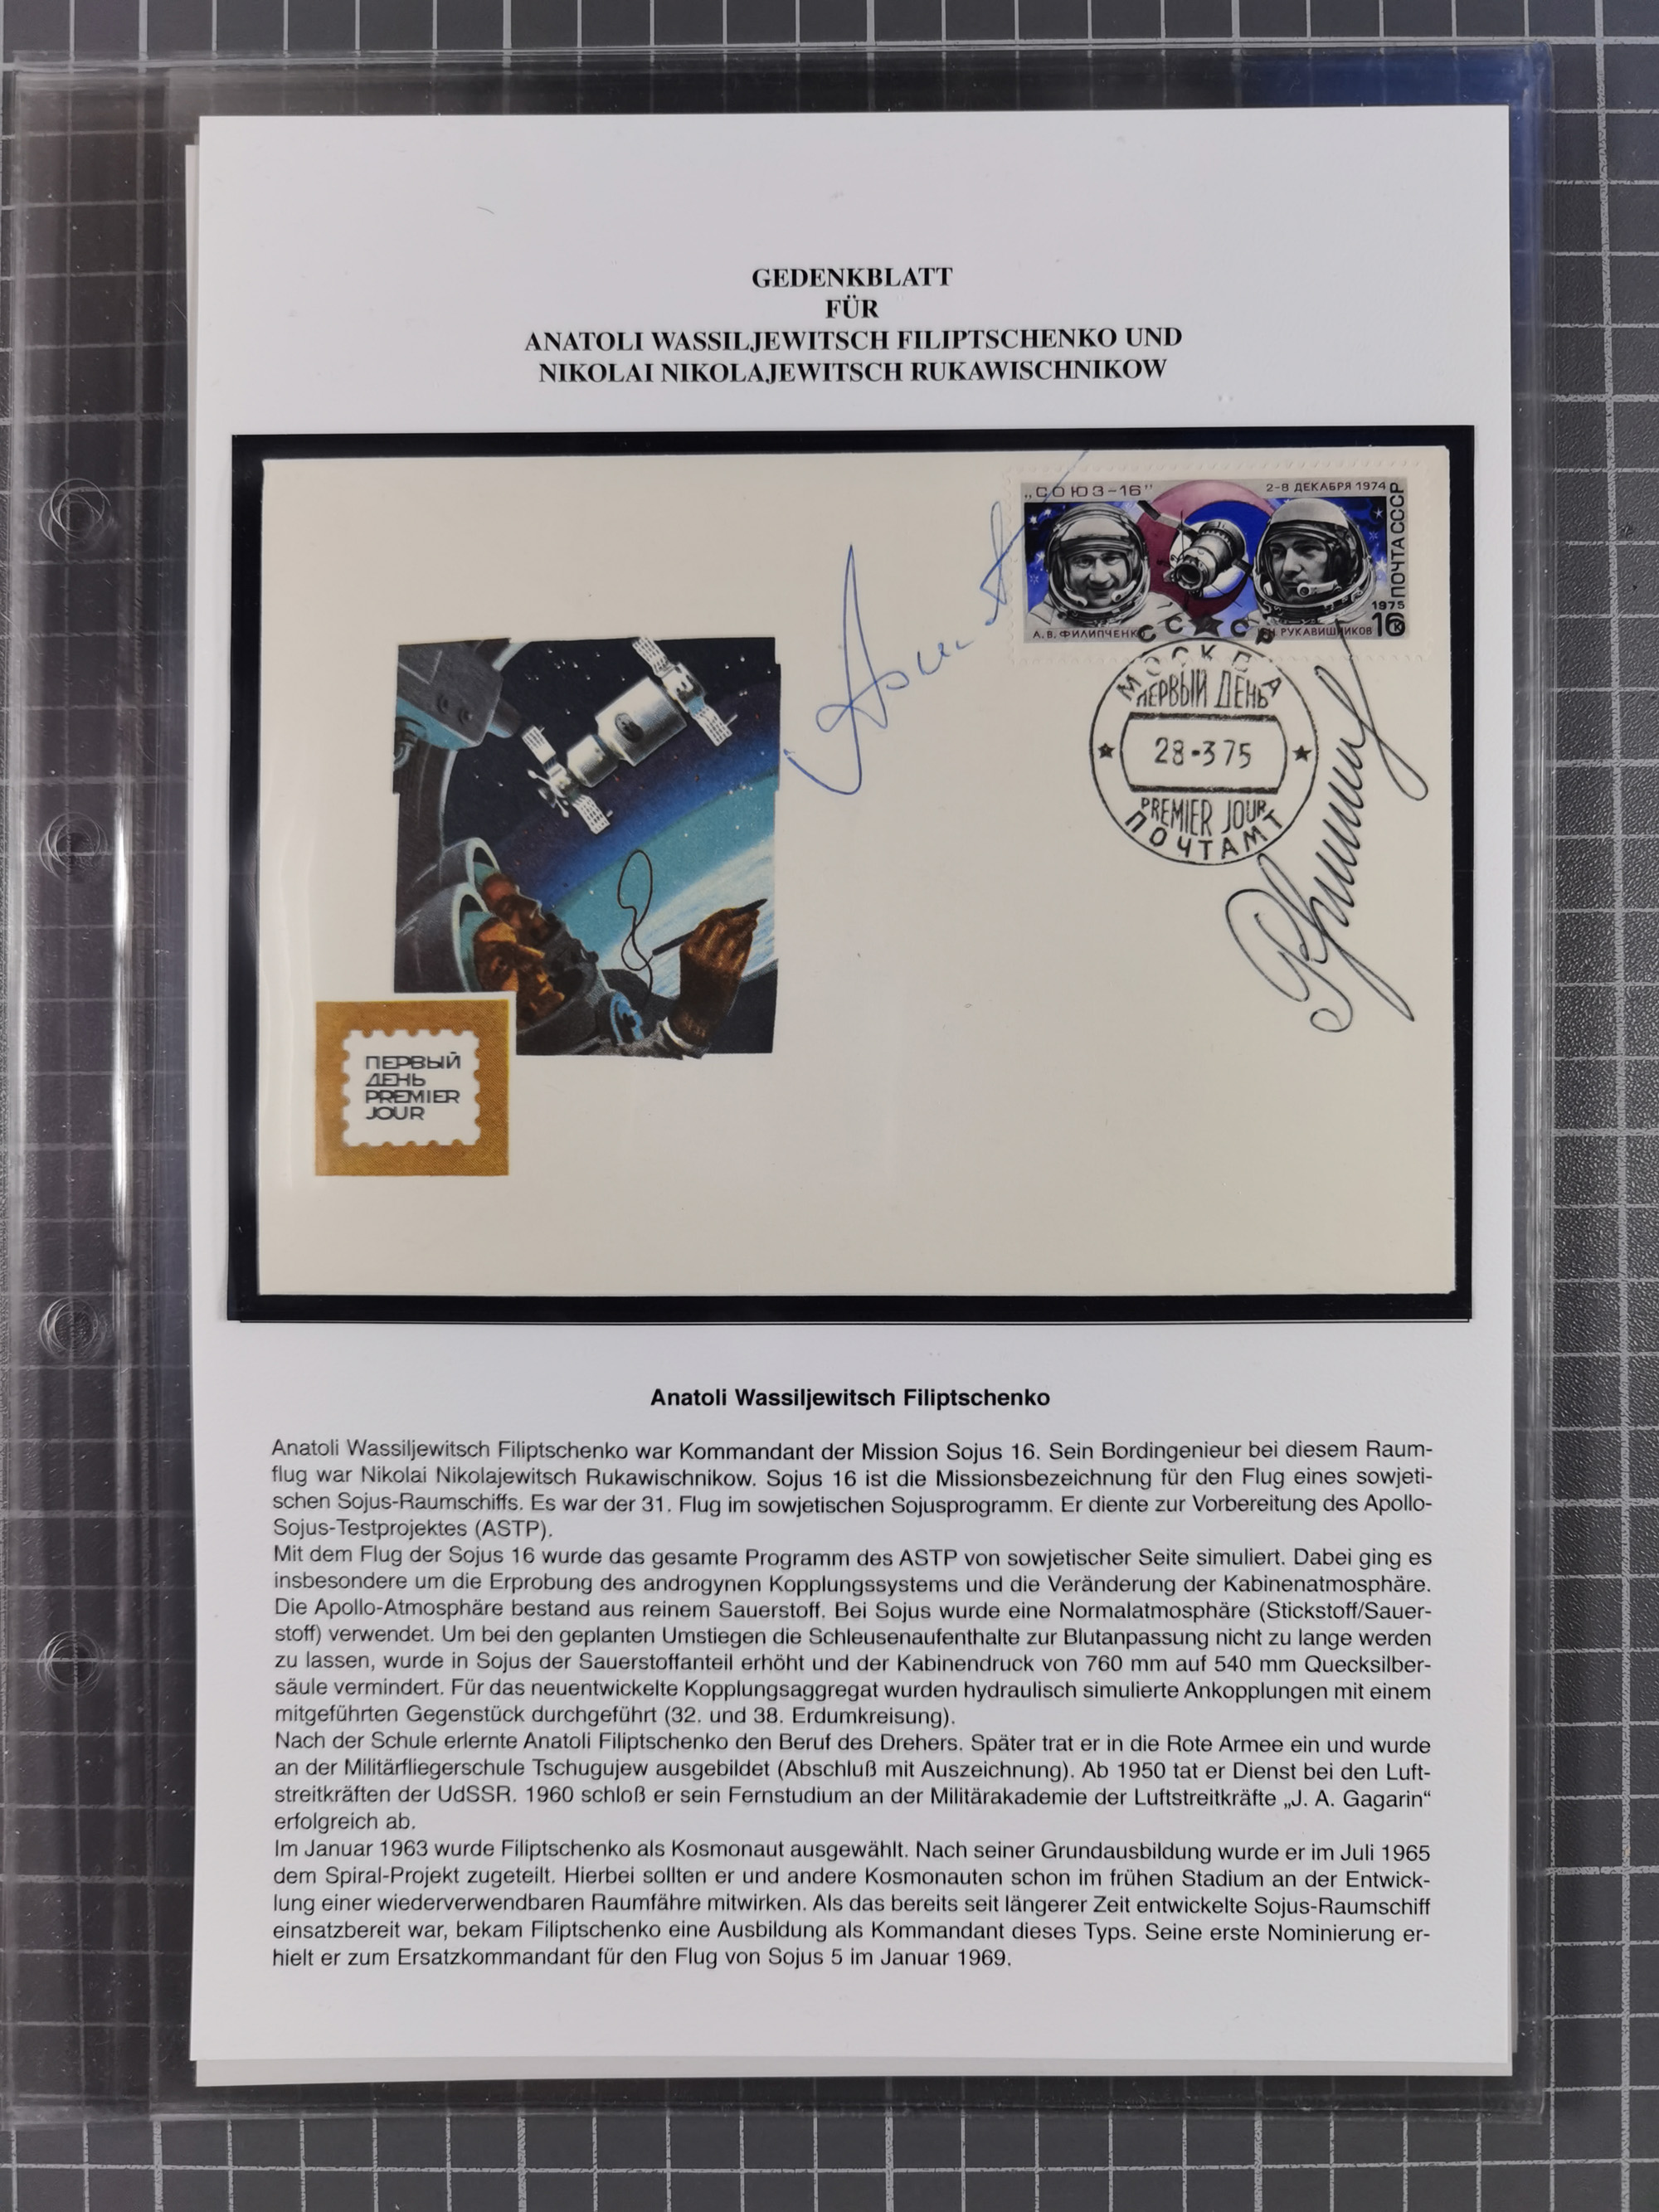 GEDENKBLATT
FÜR
ANATOLI WASSILJEWITSCH FILIPTSCHENKO UND
NIKOLAI NIKOLAJEWITSCH RUKAWISCHNIKOW
„СОЮЗ-16"
2-8 ДЕКАБРЯ 1974
ПОЧТА СССР
1975
16К
А.В. ФИЛИПЧЕНКО
РУКАВИШНИКОВ
СССР
МОСКВА
ПЕРВЫЙ ДЕНЬ
28-375
PREMIER JOUR
ПОЧТАМТ
ПЕРВЫЙ
ДЕНЬ
PREMIER
JOUR
Anatoli Wassiljewitsch Filiptschenko
Anatoli Wassiljewitsch Filiptschenko war Kommandant der Mission Sojus 16. Sein Bordingenieur bei diesem Raum-
flug war Nikolai Nikolajewitsch Rukawischnikow. Sojus 16 ist die Missionsbezeichnung für den Flug eines sowjeti-
schen Sojus-Raumschiffs. Es war der 31. Flug im sowjetischen Sojusprogramm. Er diente zur Vorbereitung des Apollo-
Sojus-Testprojektes (ASTP).
Mit dem Flug der Sojus 16 wurde das gesamte Programm des ASTP von sowjetischer Seite simuliert. Dabei ging es
insbesondere um die Erprobung des androgynen Kopplungssystems und die Veränderung der Kabinenatmosphäre.
Die Apollo-Atmosphäre bestand aus reinem Sauerstoff. Bei Sojus wurde eine Normalatmosphäre (Stickstoff/Sauer-
stoff) verwendet. Um bei den geplanten Umstiegen die Schleusenaufenthalte zur Blutanpassung nicht zu lange werden
zu lassen, wurde in Sojus der Sauerstoffanteil erhöht und der Kabinendruck von 760 mm auf 540 mm Quecksilber-
säule vermindert. Für das neuentwickelte Kopplungsaggregat wurden hydraulisch simulierte Ankopplungen mit einem
mitgeführten Gegenstück durchgeführt (32. und 38. Erdumkreisung).
Nach der Schule erlernte Anatoli Filiptschenko den Beruf des Drehers. Später trat er in die Rote Armee ein und wurde
an der Militärfliegerschule Tschugujew ausgebildet (Abschluß mit Auszeichnung). Ab 1950 tat er Dienst bei den Luft-
streitkräften der UdSSR. 1960 schloß er sein Fernstudium an der Militärakademie der Luftstreitkräfte „J. A. Gagarin“
erfolgreich ab.
Im Januar 1963 wurde Filiptschenko als Kosmonaut ausgewählt. Nach seiner Grundausbildung wurde er im Juli 1965
dem Spiral-Projekt zugeteilt. Hierbei sollten er und andere Kosmonauten schon im frühen Stadium an der Entwick-
lung einer wiederverwendbaren Raumfähre mitwirken. Als das bereits seit längerer Zeit entwickelte Sojus-Raumschiff
einsatzbereit war, bekam Filiptschenko eine Ausbildung als Kommandant dieses Typs. Seine erste Nominierung er-
hielt er zum Ersatzkommandant für den Flug von Sojus 5 im Januar 1969.